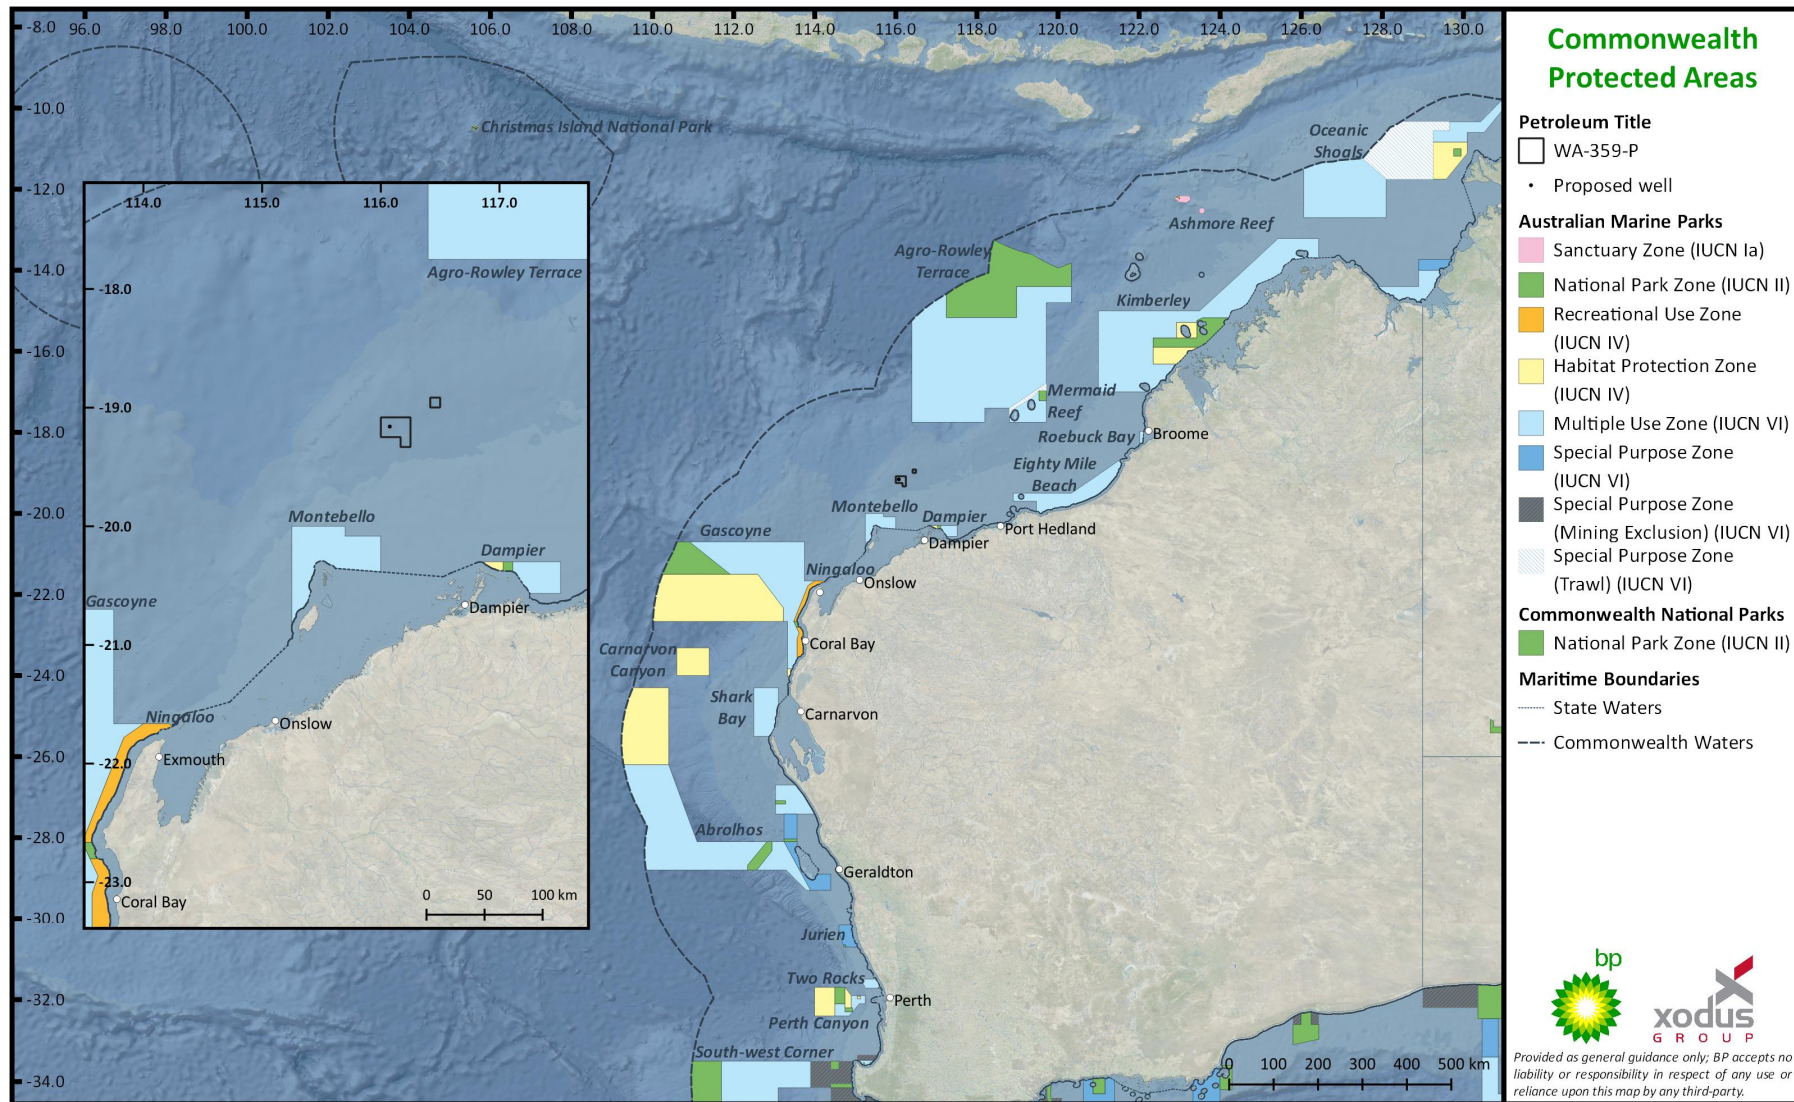 -8.0
96.0 98.0 100.0 102.0 104.0 106.0 108.0 110.0 112.0 114.0 116.0 118.0 120.0 122.0 124.0 126.0 128.0 130.0
-10.0
-12.0
-14.0
-16.0
-18.0
-20.0
-22.0
-24.0
-26.0
-28.0
-30.0
-32.0
-34.0
Christmas Island National Park
Oceanic
Shoals
Ashmore Reef
Agro-Rowley
Terrace
Kimberley
Mermaid
Reef
Roebuck Bay
Broome
Eighty Mile
Beach
Montebello
Dampier
Port Hedland
Dampier
Gascoyne
Ningaloo
Onslow
Coral Bay
Carnarvon
Canyon
Shark
Bay
Carnarvon
Abrolhos
Geraldton
Jurien
Two Rocks
Perth
Perth Canyon
South-west Corner
0 100 200 300 400 500 km
114.0 115.0 116.0 117.0
Agro-Rowley Terrace
-18.0
-19.0
-20.0
Montebello
Dampier
Dampier
Gascoyne
-21.0
Ningaloo
Onslow
Exmouth
-22.0
-23.0
Coral Bay
0 50 100 km
Commonwealth
Protected Areas
Petroleum Title
WA-359-P
Proposed well
Australian Marine Parks
Sanctuary Zone (IUCN Ia)
National Park Zone (IUCN II)
Recreational Use Zone
(IUCN IV)
Habitat Protection Zone
(IUCN IV)
Multiple Use Zone (IUCN VI)
Special Purpose Zone
(IUCN VI)
Special Purpose Zone
(Mining Exclusion) (IUCN VI)
Special Purpose Zone
(Trawl) (IUCN VI)
Commonwealth National Parks
National Park Zone (IUCN II)
Maritime Boundaries
State Waters
Commonwealth Waters
bp
xodus
GROUP
Provided as general guidance only; BP accepts no
liability or responsibility in respect of any use or
reliance upon this map by any third-party.